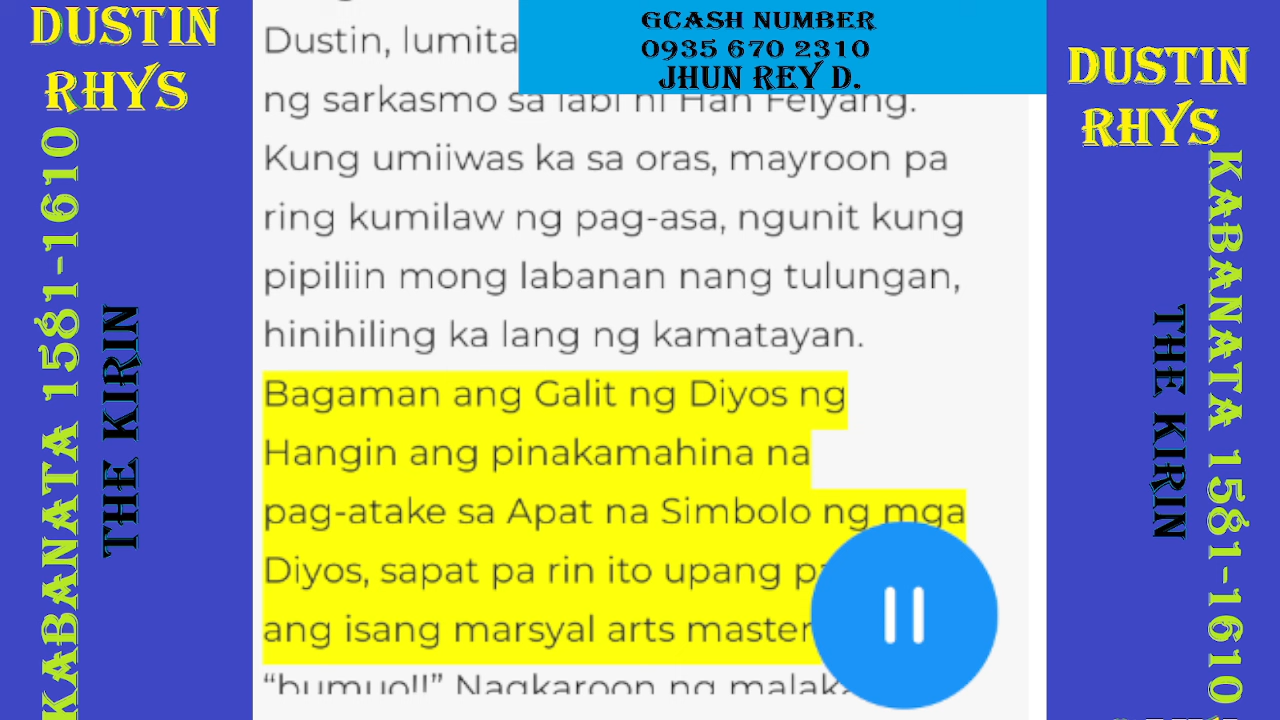 DUSTIN
RHYS
KABANATA 1581-1610
THE KIRIN
GCASH NUMBER
0935 670 2310
JHUN REY D.
Dustin,
ng sarkasmo sa labi ni Han Feiyang.
Kung umiiwas ka sa oras, mayroon pa
ring kumilaw ng pag-asa, ngunit kung
pipiliin mong labanan nang tulungan,
hinihiling ka lang ng kamatayan.
Bagaman ang Galit ng Diyos ng
Hangin ang pinakamahina na
pag-atake sa Apat na Simbolo ng mga
Diyos, sapat pa rin ito upang
ang isang marsyal arts master
“bumuo!!” Nagkaroon ng
DUSTIN
RHYS
KABANATA 1581-1610
THE KIRIN